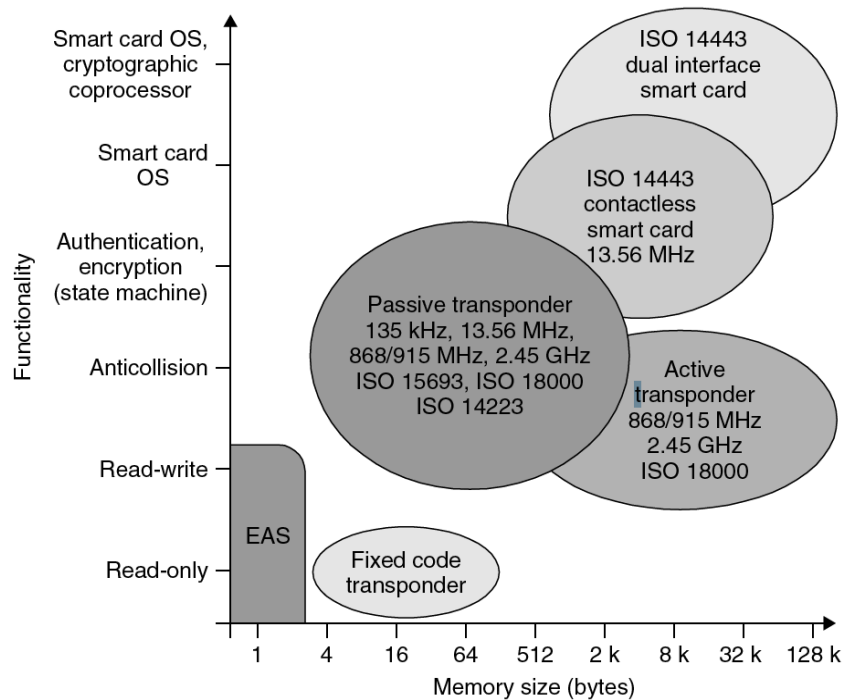 Smart card OS,
cryptographic
coprocessor
Smart card
OS
Authentication,
encryption
(state machine)
Anticollision
Read-write
Read-only
Functionality
ISO 14443
dual interface
smart card
ISO 14443
contactless
smart card
13.56 MHz
Passive transponder
135 kHz, 13.56 MHz,
868/915 MHz, 2.45 GHz
ISO 15693, ISO 18000
ISO 14223
Active
transponder
868/915 MHz
2.45 GHz
ISO 18000
EAS
Fixed code
transponder
1 4 16 64 512 2 k 8 k 32 k 128 k
Memory size (bytes)